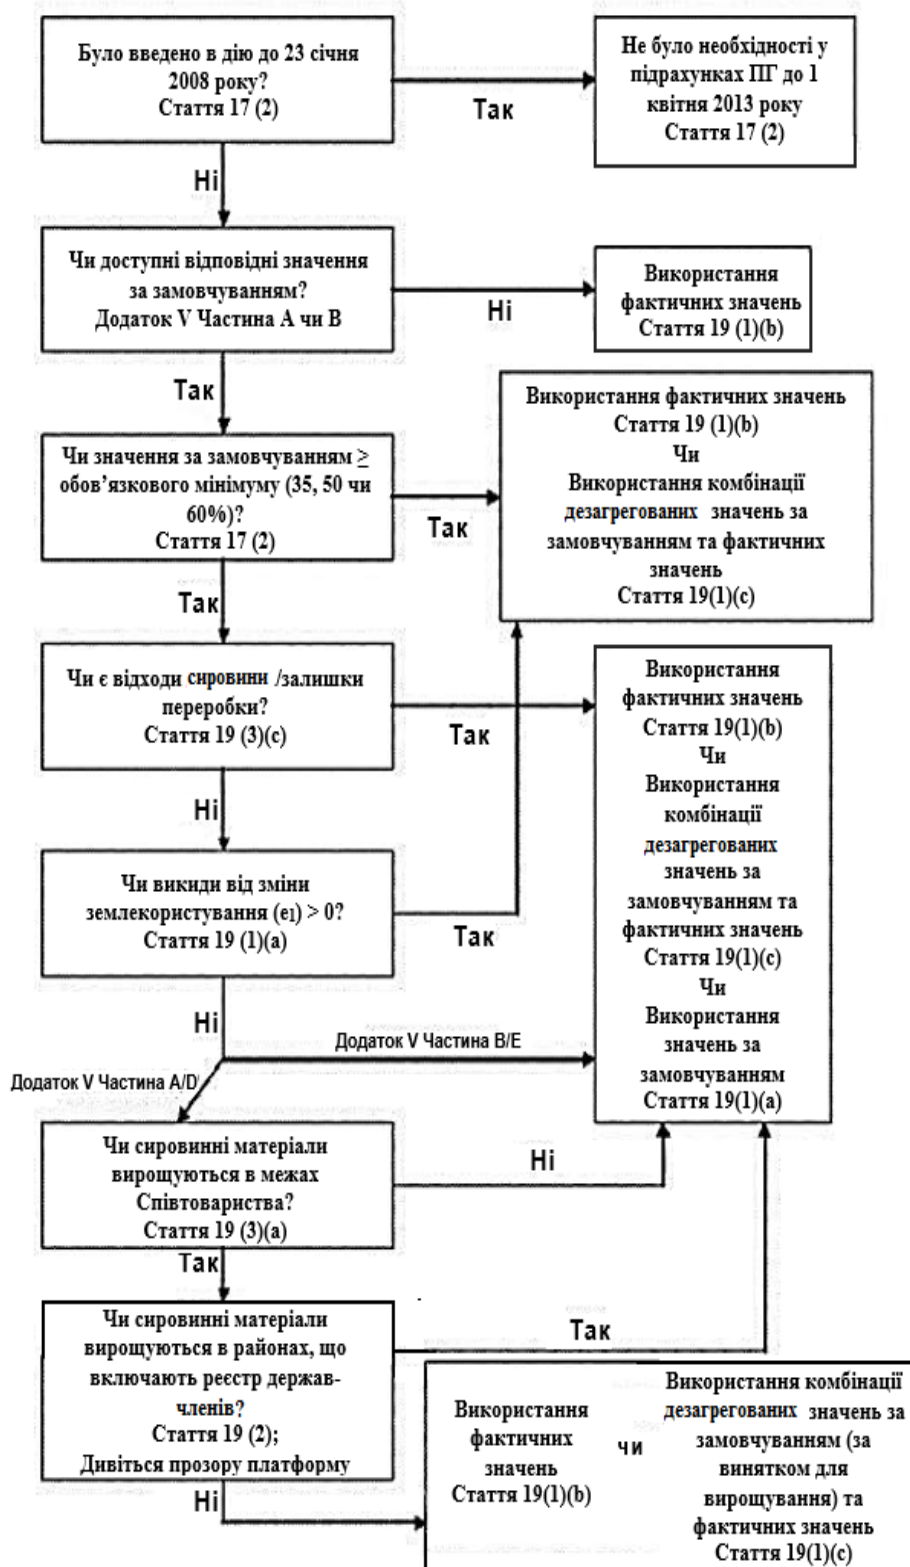 Було введено в дію до 23 січня
2008 року?
Стаття 17 (2)
Так
Не було необхідності у
підрахунках ПГ до 1
квітня 2013 року
Стаття 17 (2)
Ні
Чи доступні відповідні значення
за замовчуванням?
Додаток V Частина А чи В
Ні
Використання
фактичних значень
Стаття 19 (1)(b)
Так
Чи значення за замовчуванням ≥
обов’язкового мінімуму (35, 50 чи
60%)?
Стаття 17 (2)
Так
Використання фактичних значень
Стаття 19 (1)(b)
Чи
Використання комбінації
дезагрегованих значень за
замовчуванням та фактичних
значень
Стаття 19(1)(c)
Так
Чи є відходи сировини /залишки
переробки?
Стаття 19 (3)(c)
Так
Використання
фактичних значень
Стаття 19(1)(b)
Чи
Використання
комбінації
дезагрегованих
значень за
замовчуванням та
фактичних значень
Стаття 19(1)(c)
Чи
Використання
значень за
замовчуванням
Стаття 19(1)(a)
Ні
Чи викиди від зміни
землекористування (el) > 0?
Стаття 19 (1)(a)
Так
Ні
Додаток V Частина B/E
Додаток V Частина A/D
Чи сировинні матеріали
вирощуються в межах
Співтовариства?
Стаття 19 (3)(a)
Ні
Так
Чи сировинні матеріали
вирощуються в районах, що
включають реєстр держав-
членів?
Стаття 19 (2);
Дивіться прозору платформу
Так
Ні
Використання
фактичних
значень
Стаття 19(1)(b)
чи
Використання комбінації
дезагрегованих значень за
замовчуванням (за
винятком для
вирощування) та
фактичних значень
Стаття 19(1)(c)